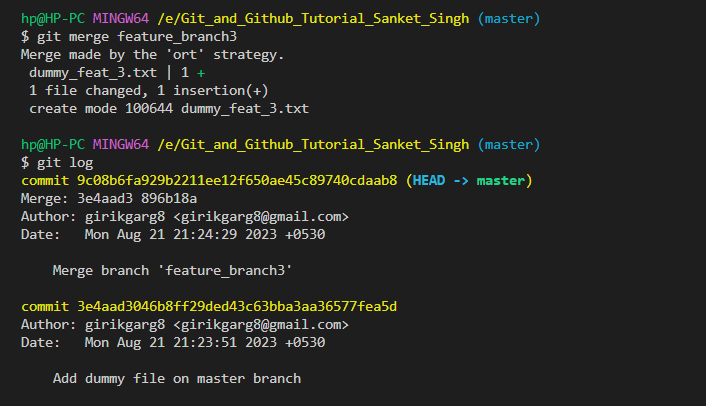 hp@HP-PC MINGW64 /e/Git_and_Github_Tutorial_Sanket_Singh (master)
$ git merge feature_branch3
Merge made by the 'ort' strategy.
 dummy_feat_3.txt | 1 +
 1 file changed, 1 insertion(+)
 create mode 100644 dummy_feat_3.txt

hp@HP-PC MINGW64 /e/Git_and_Github_Tutorial_Sanket_Singh (master)
$ git log
commit 9c08b6fa929b2211ee12f650ae45c89740cdaab8 (HEAD -> master)
Merge: 3e4aad3 896b18a
Author: girikgarg8 <girikgarg8@gmail.com>
Date:   Mon Aug 21 21:24:29 2023 +0530

    Merge branch 'feature_branch3'

commit 3e4aad3046b8ff29ded43c63bba3aa36577fea5d
Author: girikgarg8 <girikgarg8@gmail.com>
Date:   Mon Aug 21 21:23:51 2023 +0530

    Add dummy file on master branch